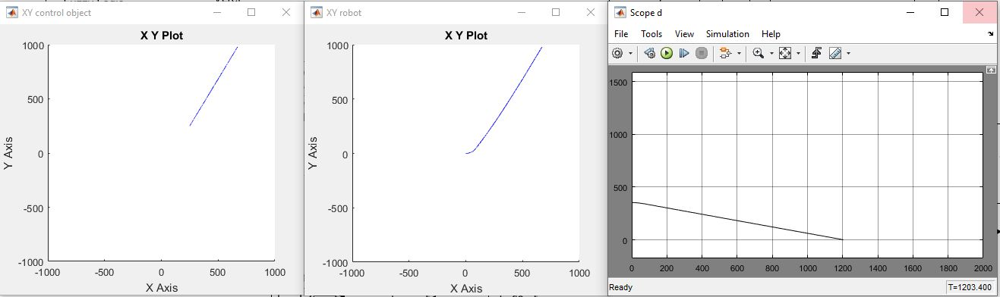 XY control object
X Y Plot
1000
500
0
-500
-1000
-1000
-500
0
500
1000
X Axis
Y Axis
XY robot
X Y Plot
1000
500
0
-500
-1000
-1000
-500
0
500
1000
X Axis
Y Axis
Scope d
File Tools View Simulation Help
1500
1000
500
0
0 200 400 600 800 1000 1200 1400 1600 1800 2000
Ready T=1203.400